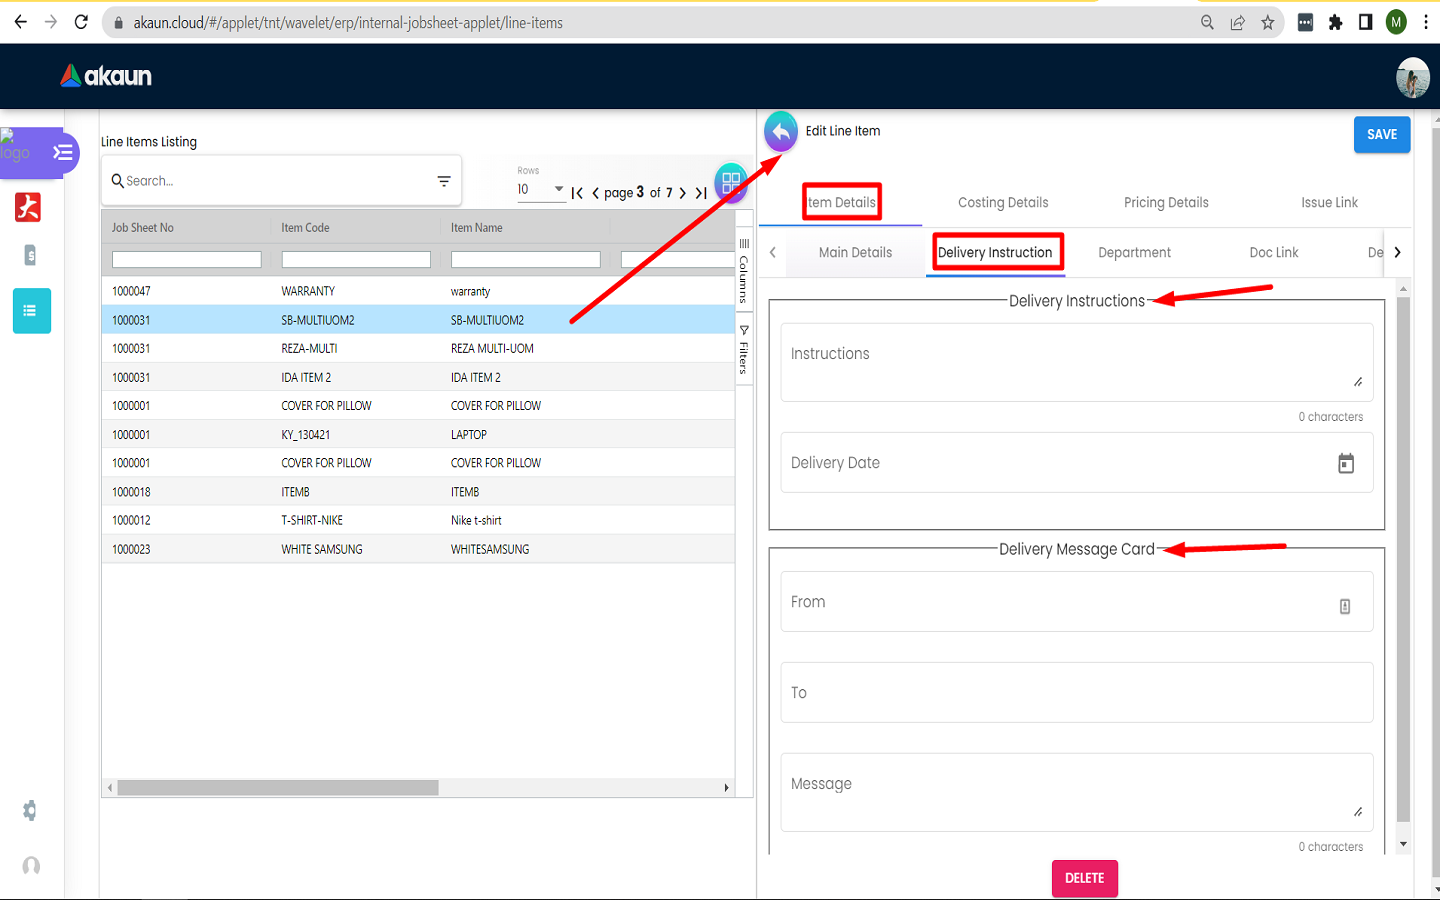 akaun.cloud/#/applet/tnt/wavelet/erp/internal-jobsheet-applet/line-items
M
akaun
logo
Line Items Listing
Search...
Rows
10
page 3 of 7
Job Sheet No Item Code Item Name
1000047 WARRANTY warranty
1000031 SB-MULTIUOM2 SB-MULTIUOM2
1000031 REZA-MULTI REZA MULTI-UOM
1000031 IDA ITEM 2 IDA ITEM 2
1000001 COVER FOR PILLOW COVER FOR PILLOW
1000001 KY_130421 LAPTOP
1000001 COVER FOR PILLOW COVER FOR PILLOW
1000018 ITEMB ITEMB
1000012 T-SHIRT-NIKE Nike t-shirt
1000023 WHITE SAMSUNG WHITESAMSUNG
Columns
Filters
Edit Line Item
SAVE
Item Details Costing Details Pricing Details Issue Link
Main Details Delivery Instruction Department Doc Link De
Delivery Instructions
Instructions
0 characters
Delivery Date
Delivery Message Card
From
To
Message
0 characters
DELETE